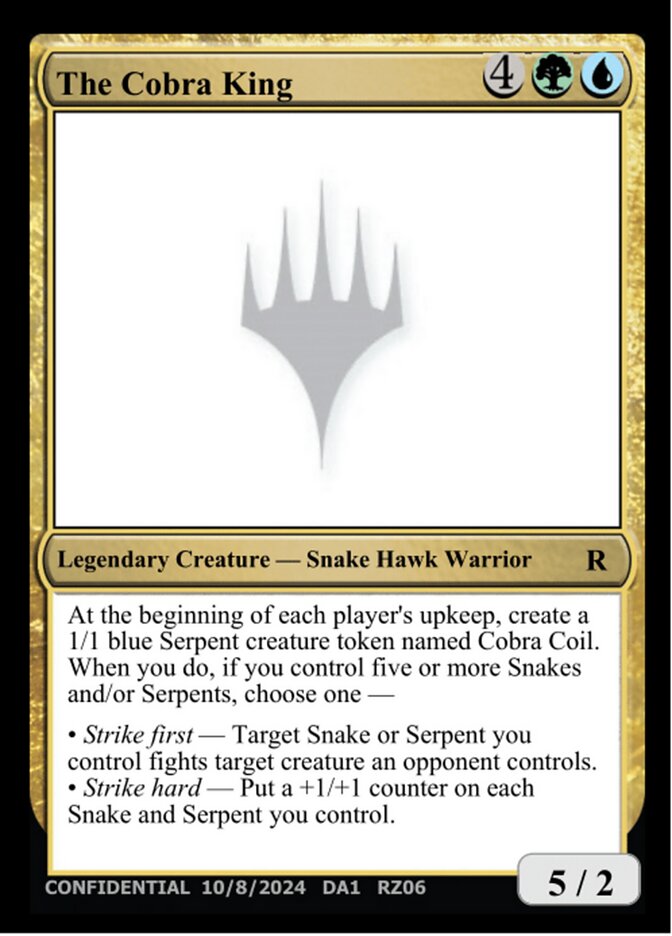 The Cobra King 4
Legendary Creature — Snake Hawk Warrior R
At the beginning of each player's upkeep, create a
1/1 blue Serpent creature token named Cobra Coil.
When you do, if you control five or more Snakes
and/or Serpents, choose one —
• Strike first — Target Snake or Serpent you
control fights target creature an opponent controls.
• Strike hard — Put a +1/+1 counter on each
Snake and Serpent you control.
5 / 2
CONFIDENTIAL 10/8/2024 DA1 RZ06